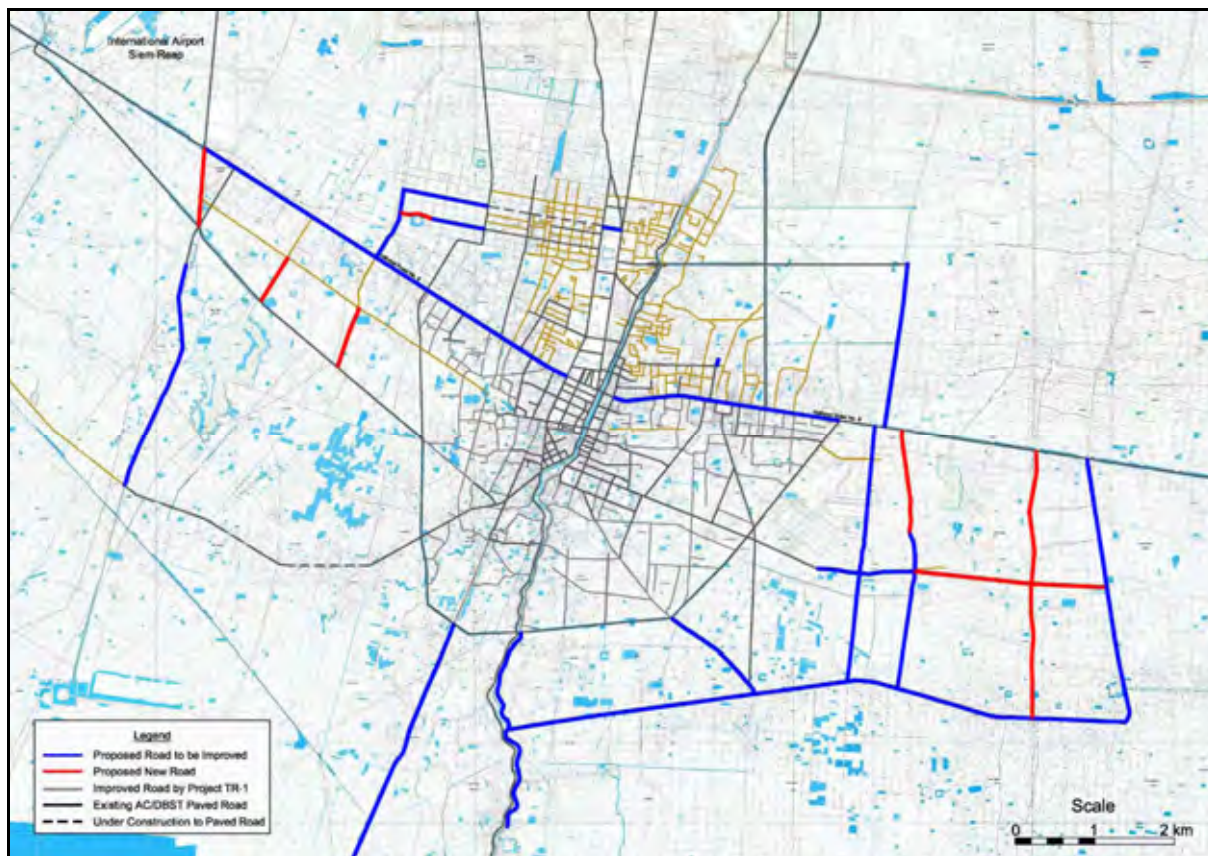 International Airport
Siem Reap
Legend
Proposed Road to be Improved
Proposed New Road
Improved Road by Project TR-1
Existing AC/DBST Paved Road
Under Construction to Paved Road
Scale
0 1 2 km